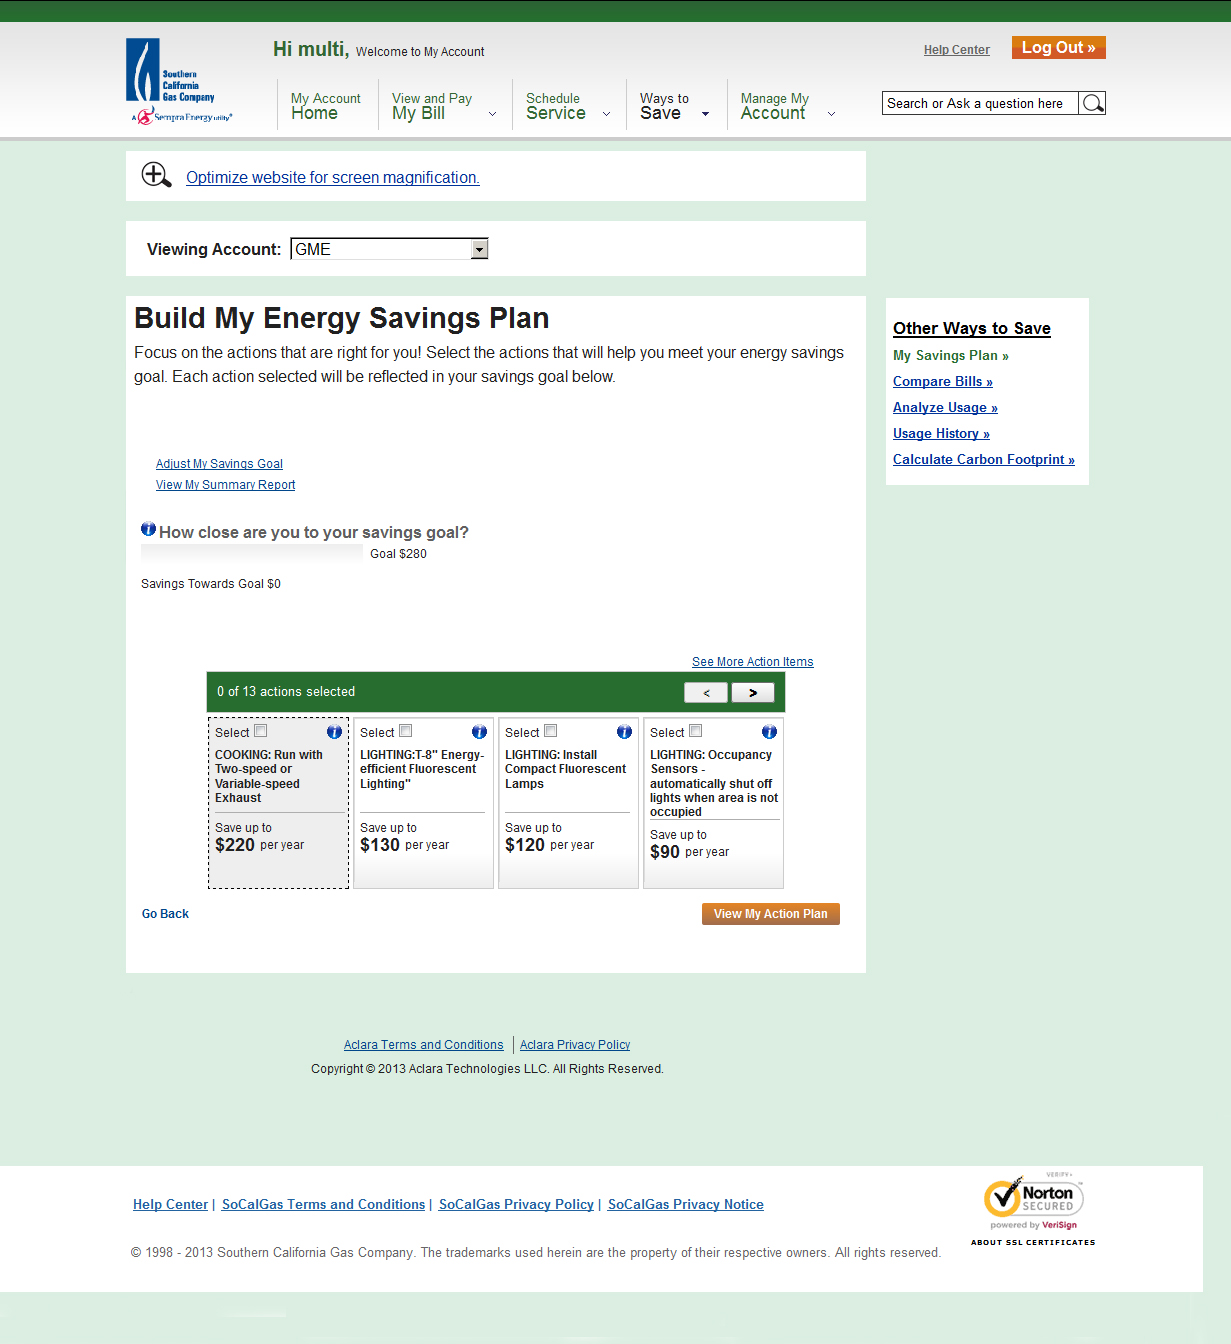 Southern
California
Gas Company
A Sempra Energy utility®
Hi multi, Welcome to My Account
Help Center
Log Out »
My Account
Home
View and Pay
My Bill
Schedule
Service
Ways to
Save
Manage My
Account
Search or Ask a question here
Optimize website for screen magnification.
Viewing Account: GME
Build My Energy Savings Plan
Focus on the actions that are right for you! Select the actions that will help you meet your energy savings
goal. Each action selected will be reflected in your savings goal below.
Other Ways to Save
My Savings Plan »
Compare Bills »
Analyze Usage »
Usage History »
Calculate Carbon Footprint »
Adjust My Savings Goal
View My Summary Report
How close are you to your savings goal?
Goal $280
Savings Towards Goal $0
See More Action Items
0 of 13 actions selected
< >
Select
COOKING: Run with
Two-speed or
Variable-speed
Exhaust
Save up to
$220 per year
Select
LIGHTING:T-8" Energy-
efficient Fluorescent
Lighting"
Save up to
$130 per year
Select
LIGHTING: Install
Compact Fluorescent
Lamps
Save up to
$120 per year
Select
LIGHTING: Occupancy
Sensors -
automatically shut off
lights when area is not
occupied
Save up to
$90 per year
Go Back
View My Action Plan
Aclara Terms and Conditions | Aclara Privacy Policy
Copyright © 2013 Aclara Technologies LLC. All Rights Reserved.
Help Center | SoCalGas Terms and Conditions | SoCalGas Privacy Policy | SoCalGas Privacy Notice
© 1998 - 2013 Southern California Gas Company. The trademarks used herein are the property of their respective owners. All rights reserved.
VERIFY▸
Norton™
SECURED
powered by VeriSign
ABOUT SSL CERTIFICATES